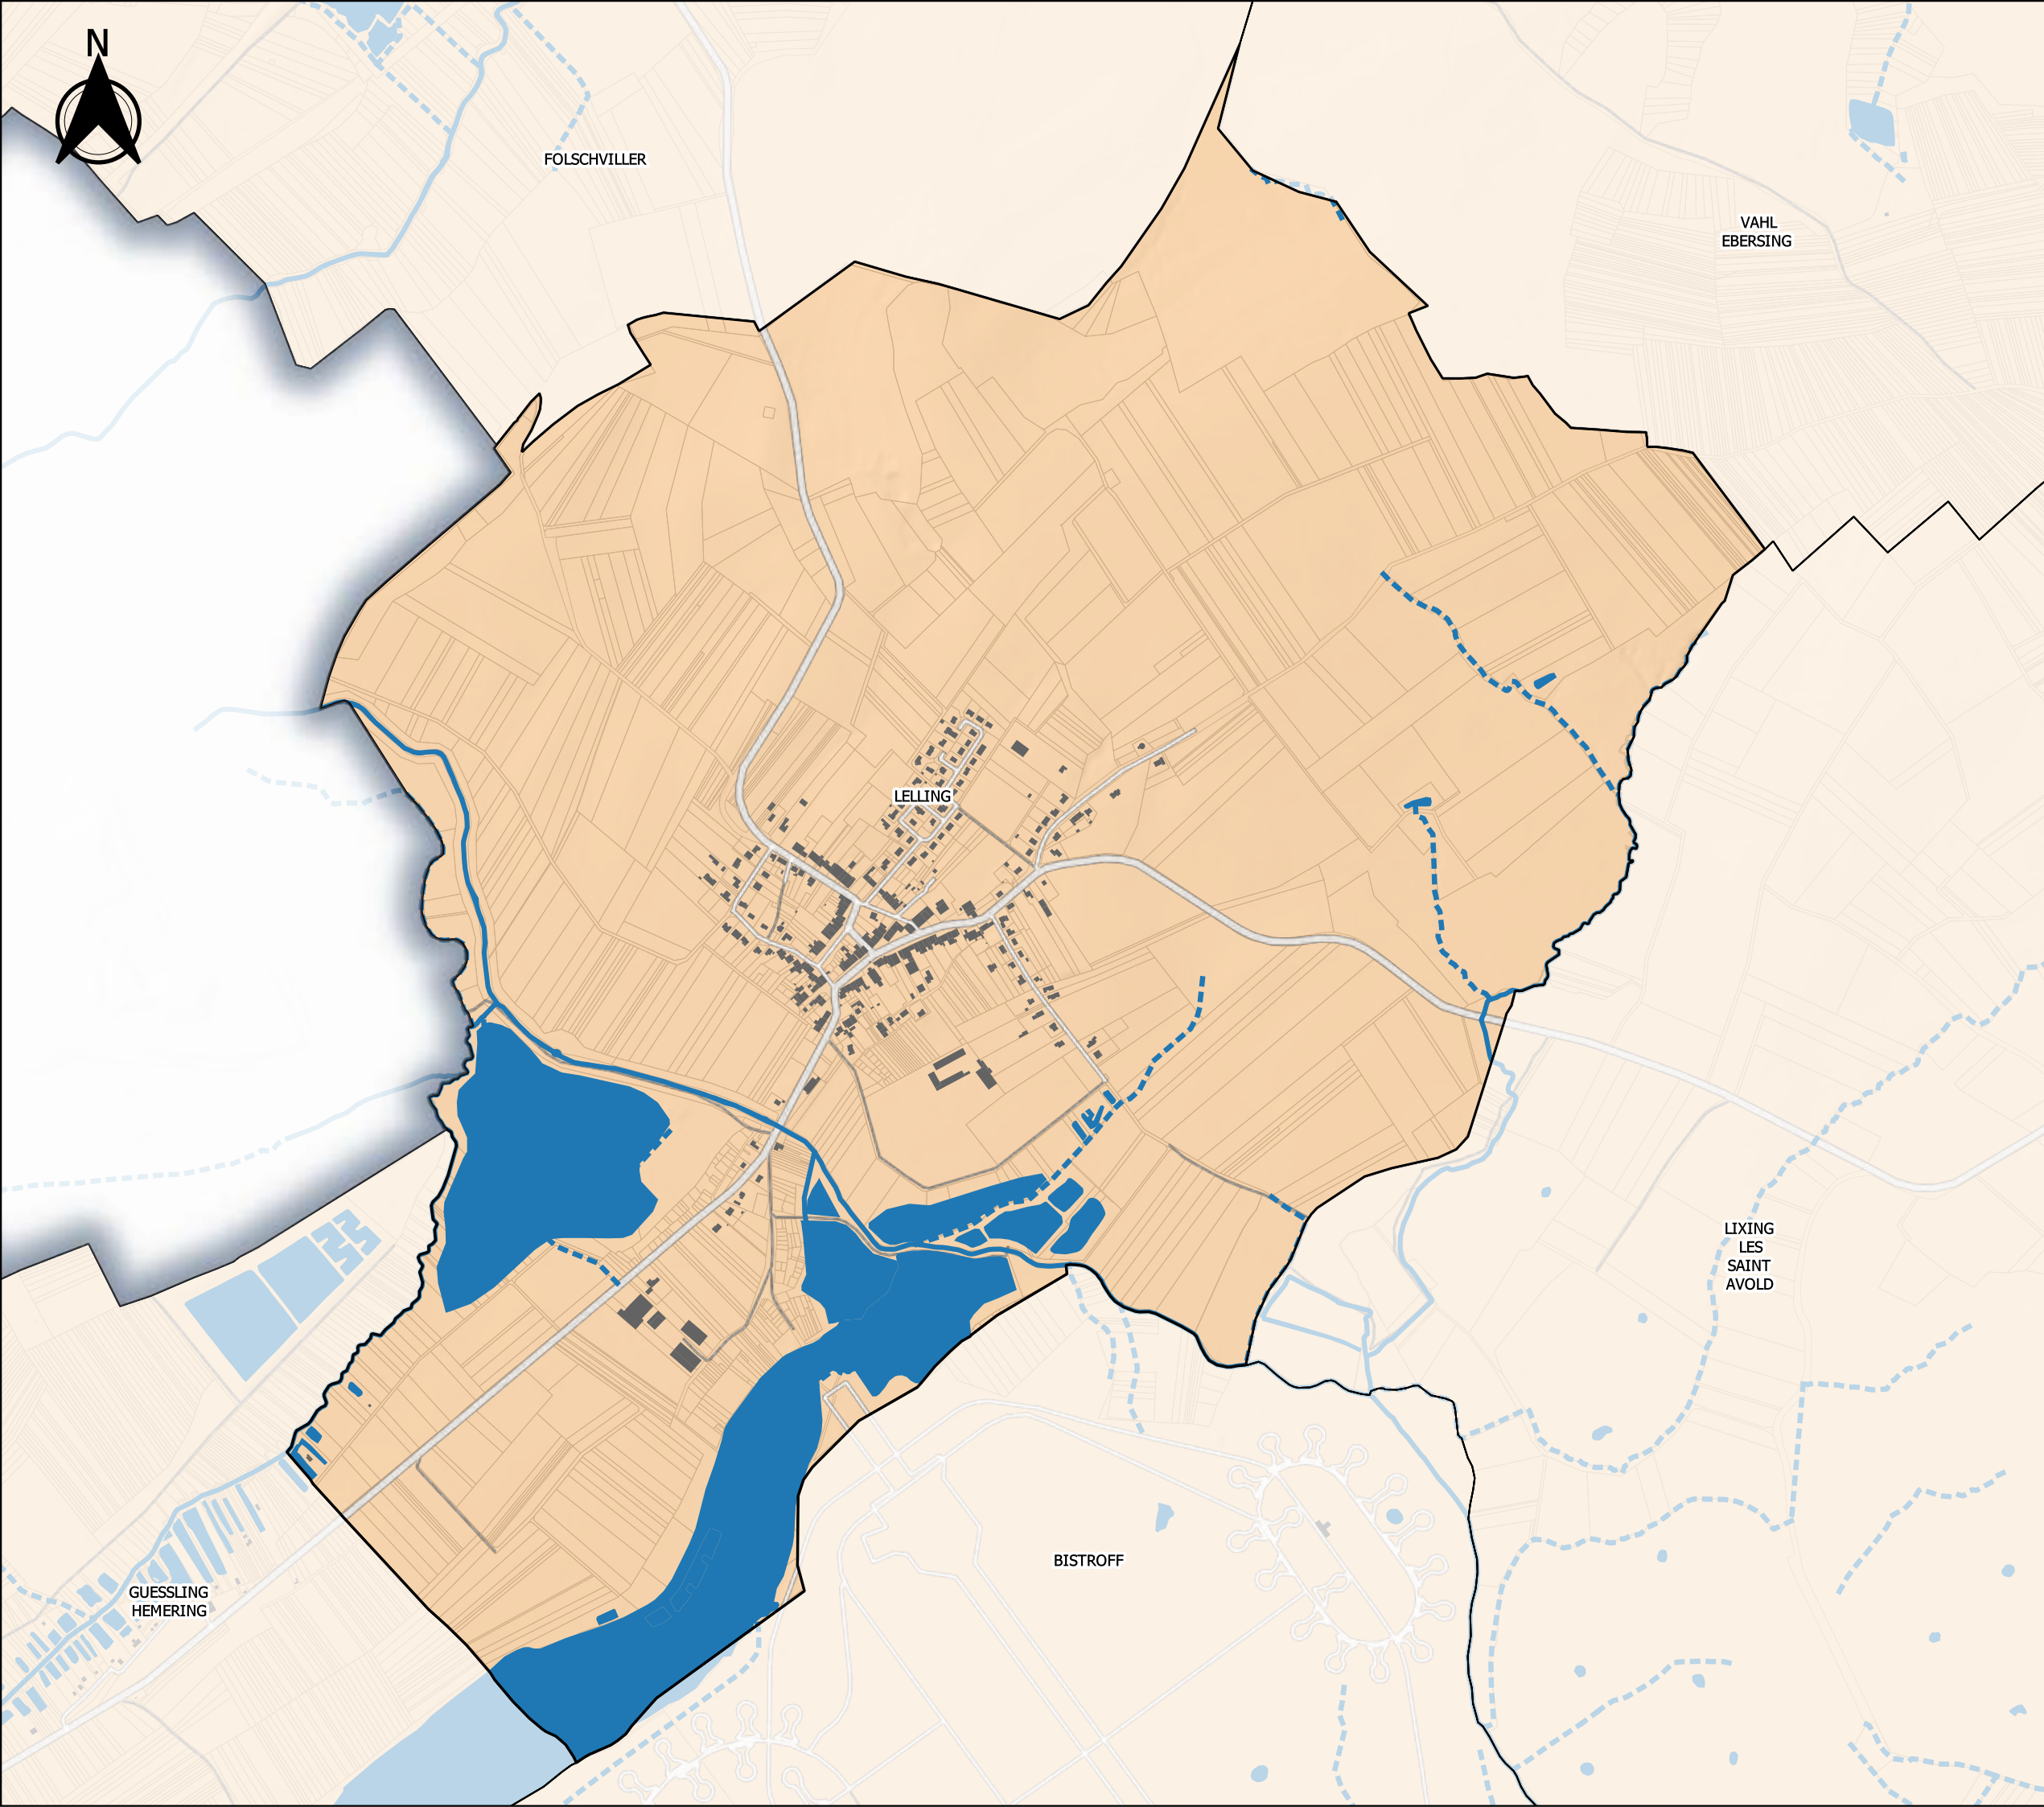 N
FOLSCHVILLER
VAHL
EBERSING
LELLING
LIXING
LES
SAINT
AVOLD
BISTROFF
GUESSLING
HEMERING